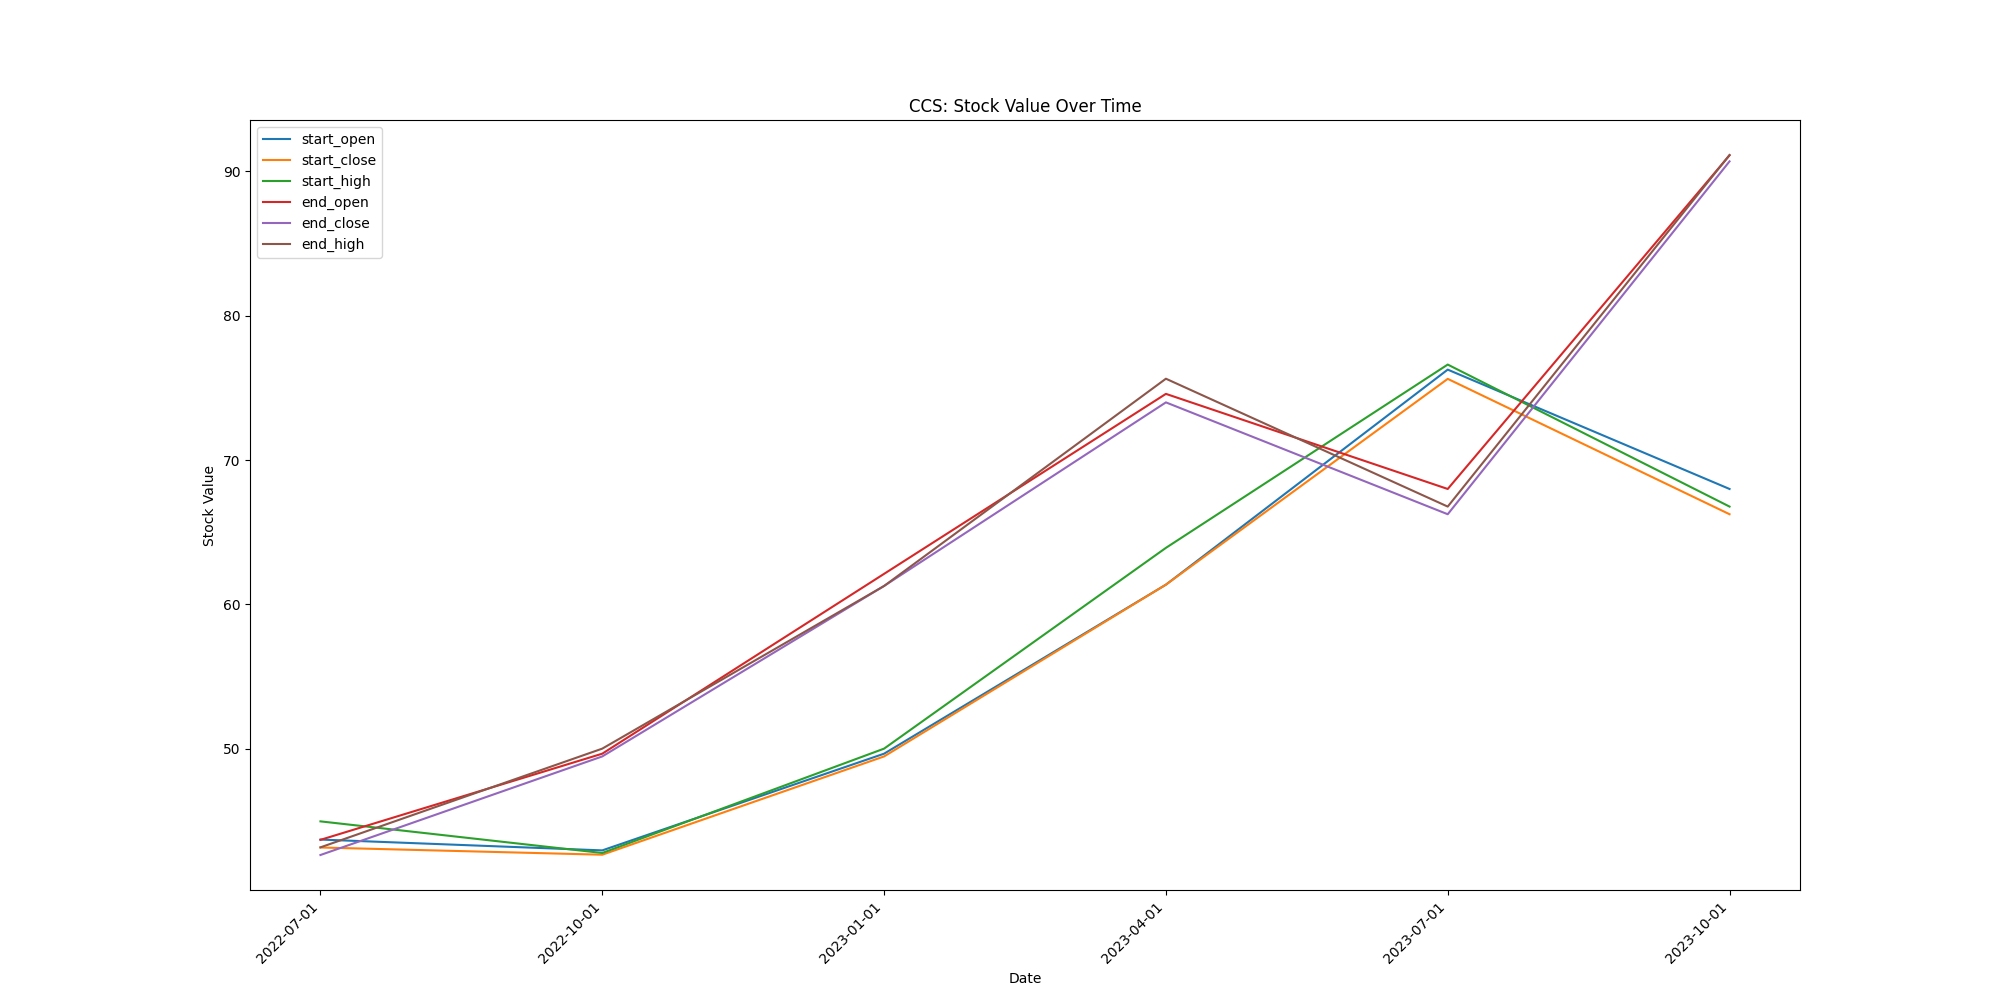 CCS: Stock Value Over Time
start_open
start_close
start_high
end_open
end_close
end_high
90
80
70
60
50
Stock Value
2022-07-01
2022-10-01
2023-01-01
2023-04-01
2023-07-01
2023-10-01
Date